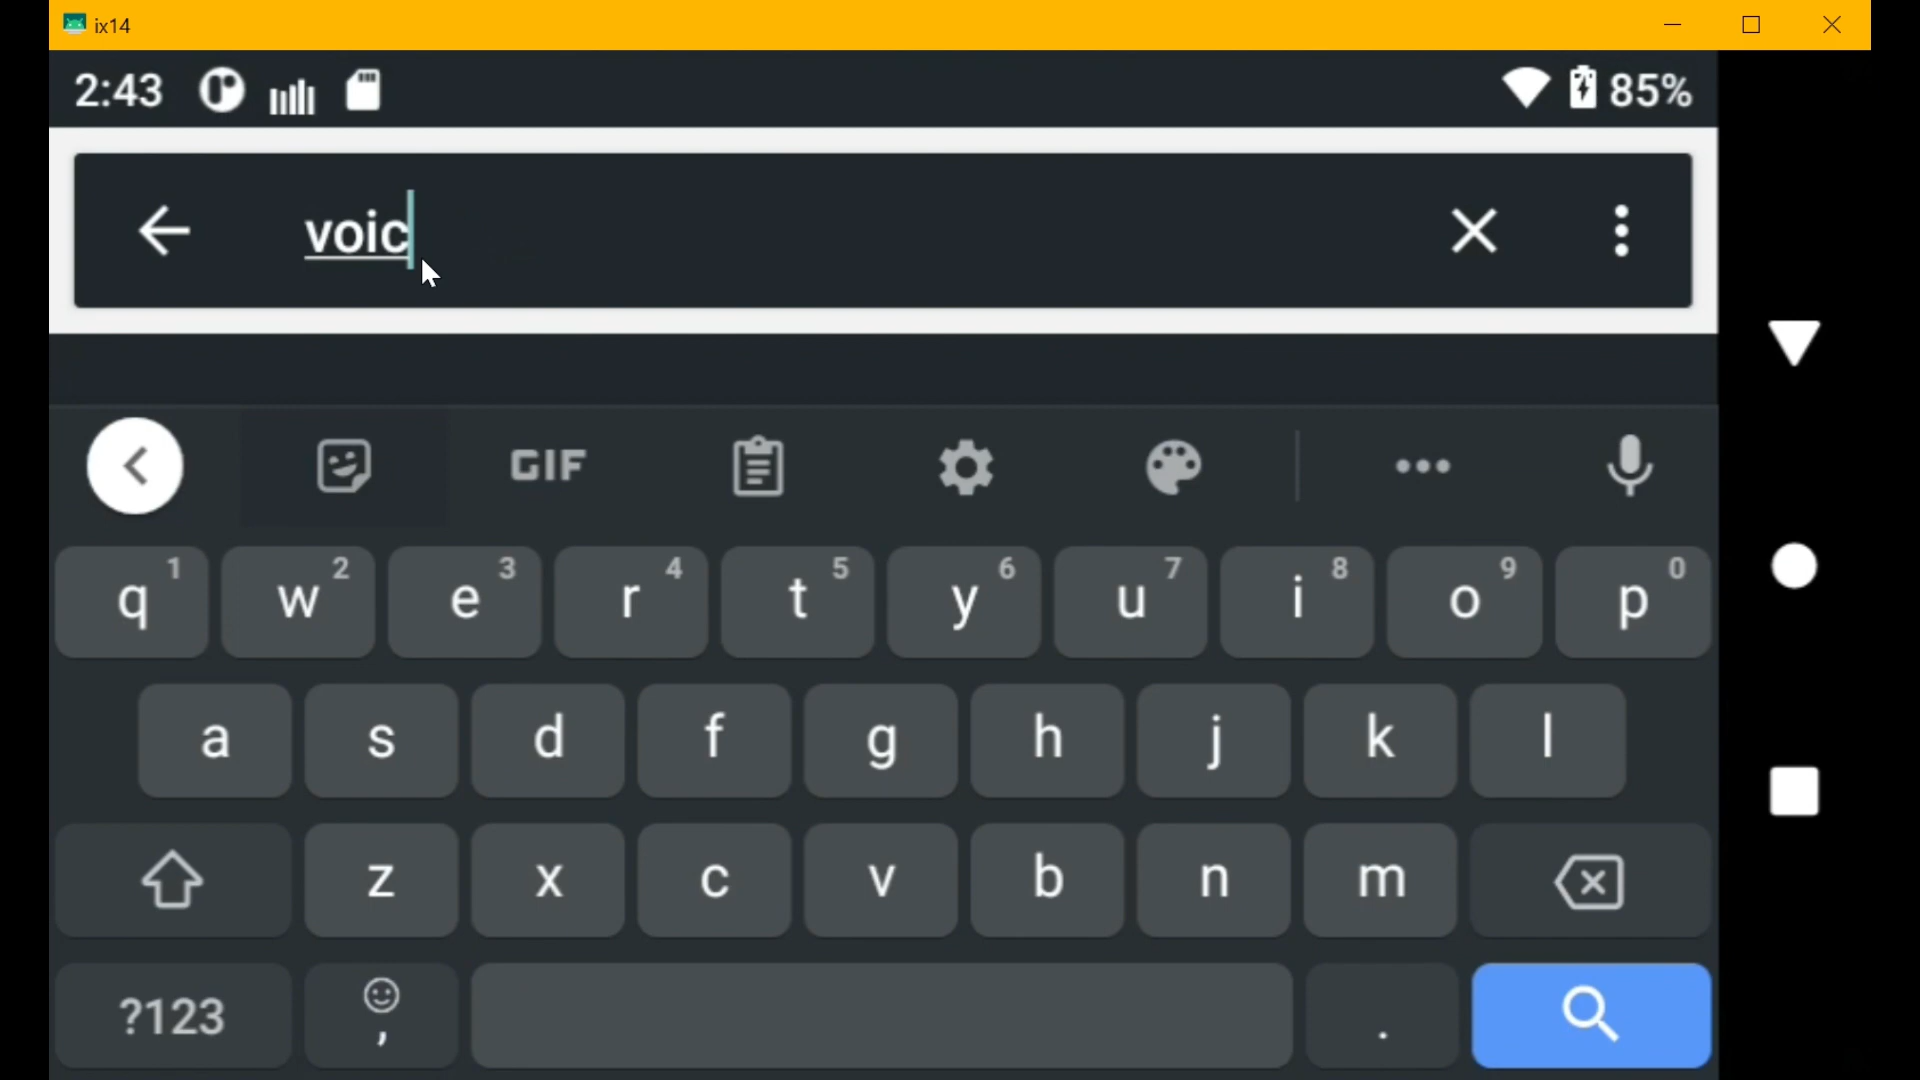 ix14
2:43 85%
voic
GIF
q 1 w 2 e 3 r 4 t 5 y 6 u 7 i 8 o 9 p 0
a s d f g h j k l
z x c v b n m
?123 , .